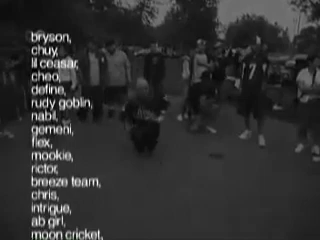 bryson,
chuy,
lil ceasar,
cheo,
define,
rudy goblin,
nabil,
gemeni,
flex,
mookie,
rictor,
breeze team,
chris,
intrigue,
ab girl,
moon cricket,